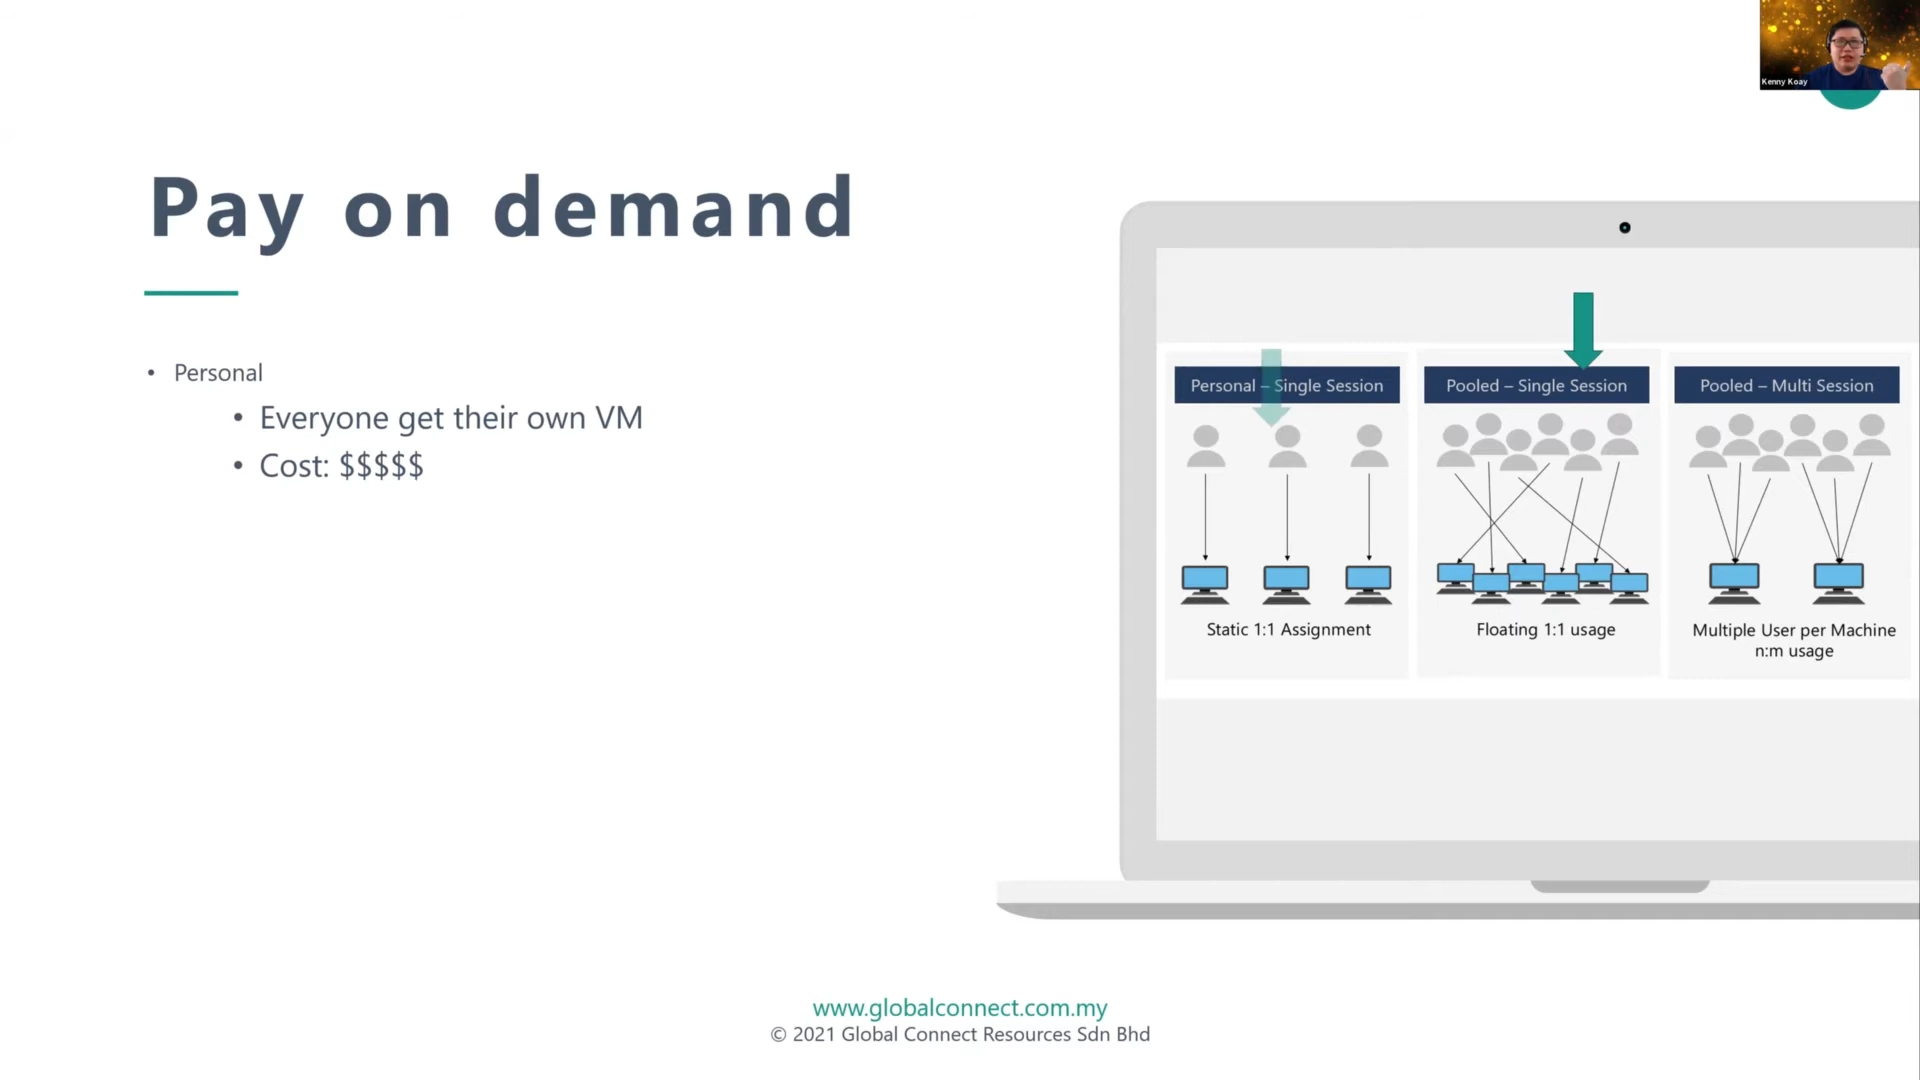 Kenny Koay
Pay on demand
• Personal
• Everyone get their own VM
• Cost: $$$$$
Personal – Single Session
Pooled – Single Session
Pooled – Multi Session
Static 1:1 Assignment
Floating 1:1 usage
Multiple User per Machine
n:m usage
www.globalconnect.com.my
© 2021 Global Connect Resources Sdn Bhd